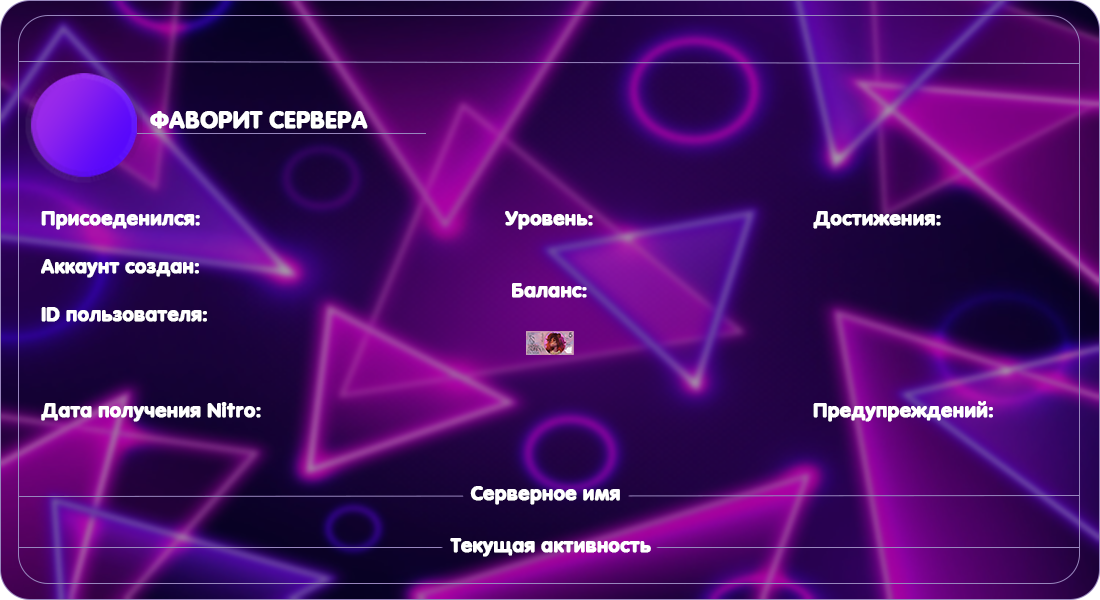 ФАВОРИТ СЕРВЕРА
Присоеденился:
Уровень:
Достижения:
Аккаунт создан:
Баланс:
ID пользователя:
Дата получения Nitro:
Предупреждений:
Серверное имя
Текущая активность